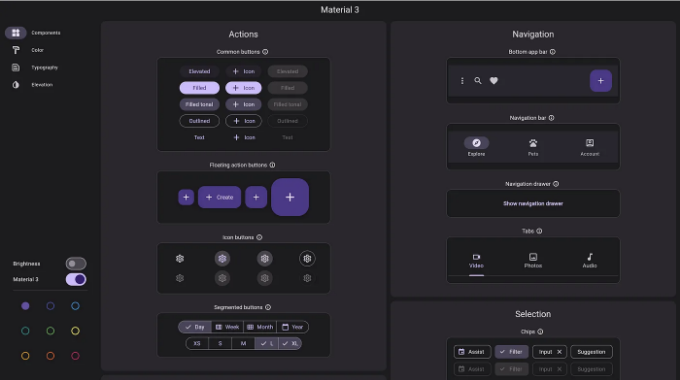 Material 3
Components
Color
Typography
Elevation
Brightness
Material 3
Actions
Common buttons
Elevated Icon Elevated
Filled Icon Filled
Filled tonal Icon Filled tonal
Outlined Icon Outlined
Text Icon Text
Floating action buttons
Create
Icon buttons
Segmented buttons
Day Week Month Year
XS S M L XL
Navigation
Bottom app bar
Navigation bar
Explore Pets Account
Navigation drawer
Show navigation drawer
Tabs
Video Photos Audio
Selection
Chips
Assist Filter Input Suggestion
Assist Filter Input Suggestion